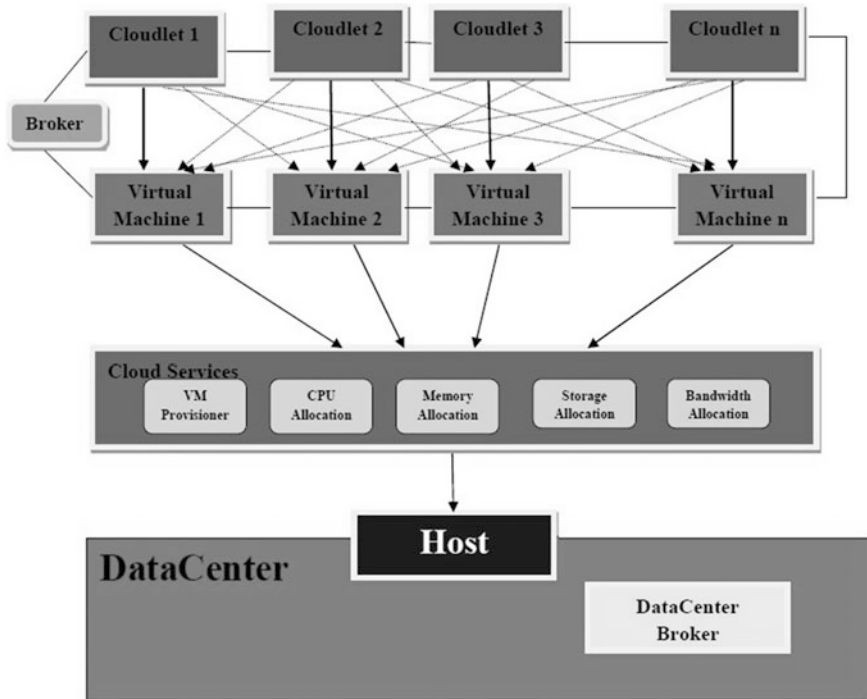 Cloudlet 1
Cloudlet 2
Cloudlet 3
Cloudlet n
Broker
Virtual
Machine 1
Virtual
Machine 2
Virtual
Machine 3
Virtual
Machine n
Cloud Services
VM
Provisioner
CPU
Allocation
Memory
Allocation
Storage
Allocation
Bandwidth
Allocation
Host
DataCenter
DataCenter
Broker